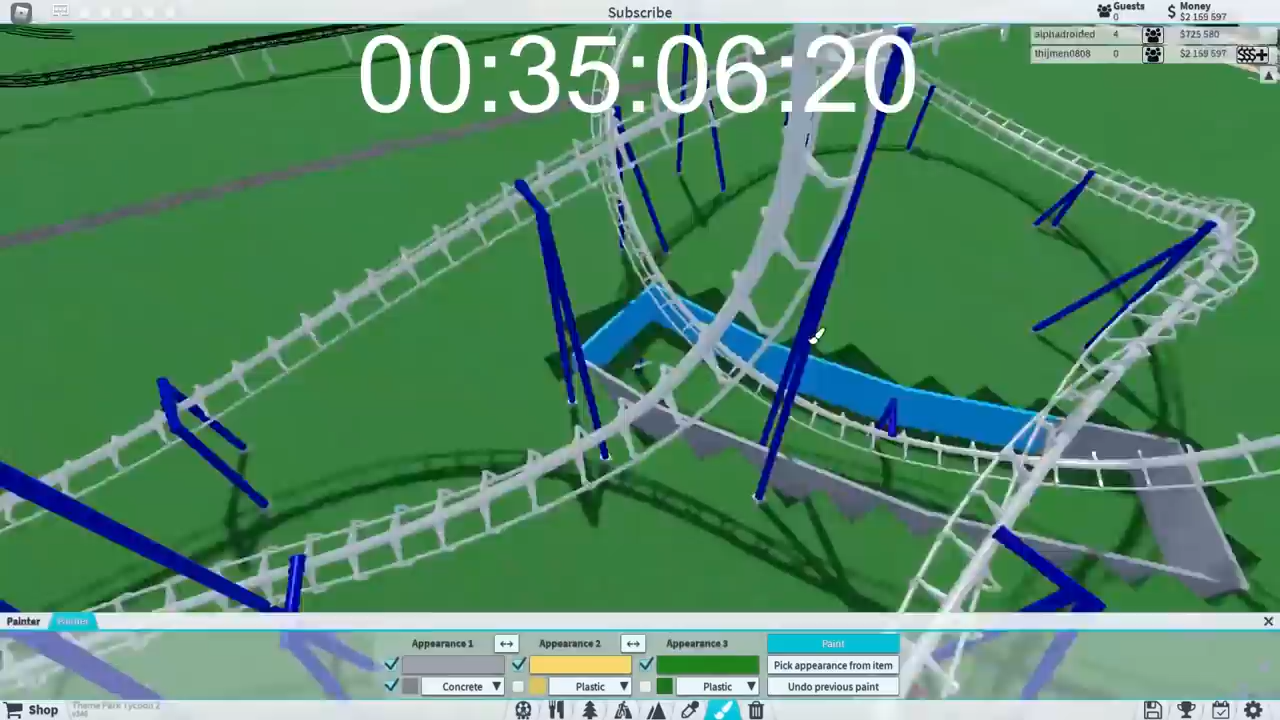 Subscribe
Guests
0
Money
$2 169 597
alphadroided 4 $725 580
thijmen0808 0 $2 169 597
00:35:06:20
Painter
Appearance 1
Appearance 2
Appearance 3
Paint
Pick appearance from item
Concrete
Plastic
Plastic
Undo previous paint
Shop
Theme Park Tycoon 2